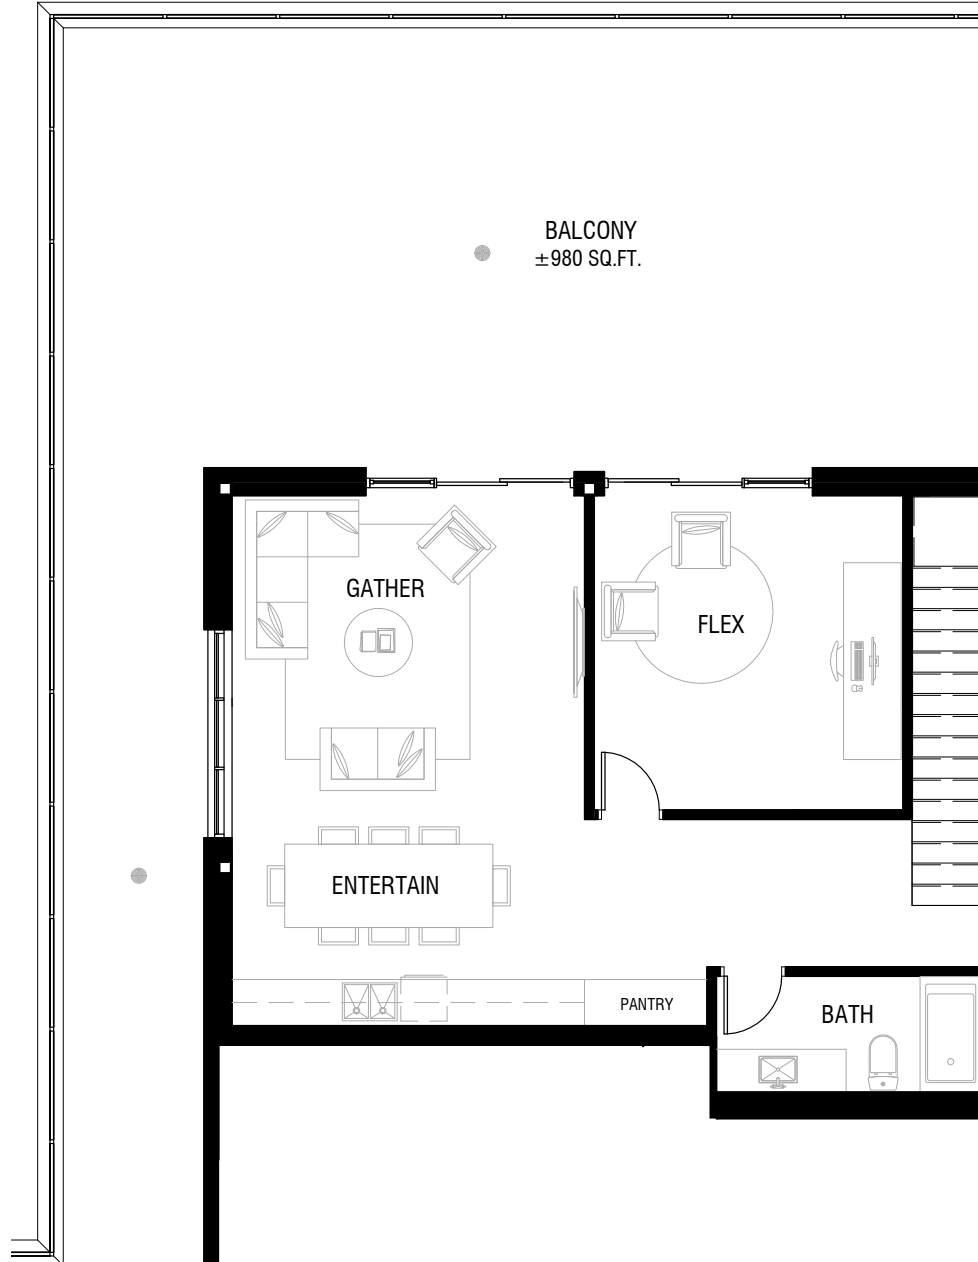 BALCONY
±980 SQ.FT.
GATHER
FLEX
ENTERTAIN
PANTRY
BATH